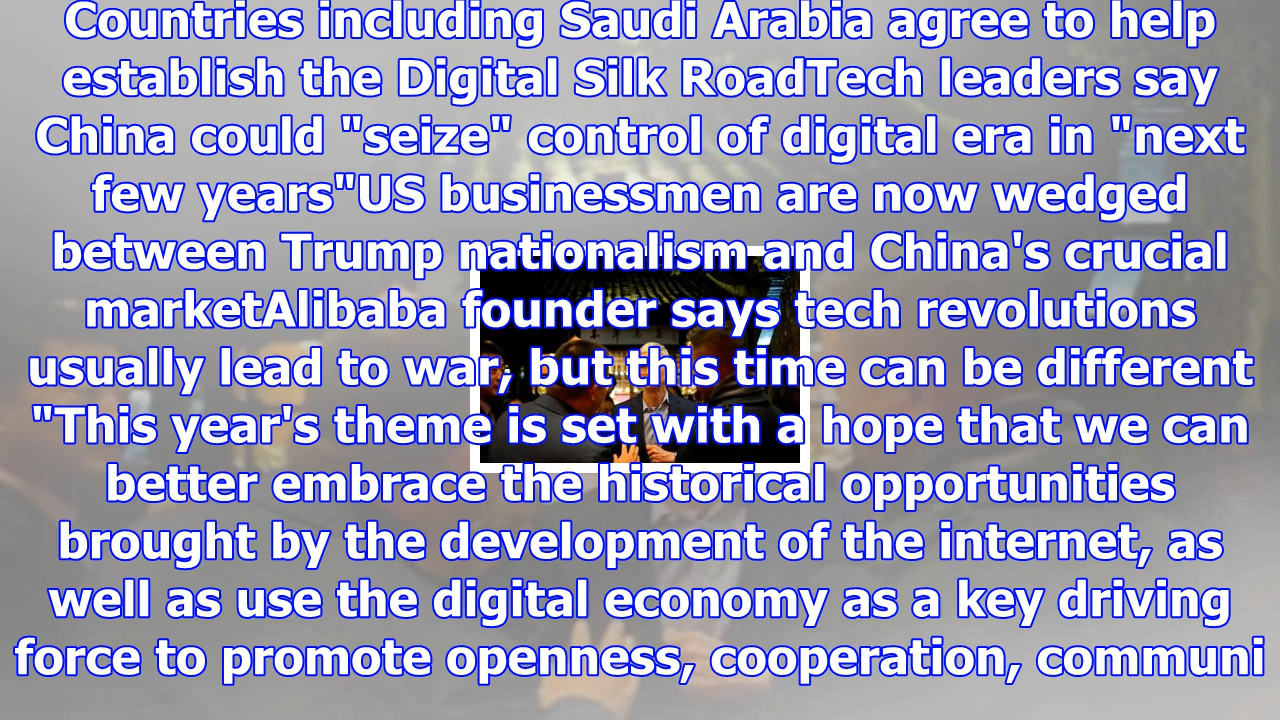 Countries including Saudi Arabia agree to help
establish the Digital Silk RoadTech leaders say
China could "seize" control of digital era in "next
few years"US businessmen are now wedged
between Trump nationalism and China's crucial
marketAlibaba founder says tech revolutions
usually lead to war, but this time can be different
"This year's theme is set with a hope that we can
better embrace the historical opportunities
brought by the development of the internet, as
well as use the digital economy as a key driving
force to promote openness, cooperation, communi